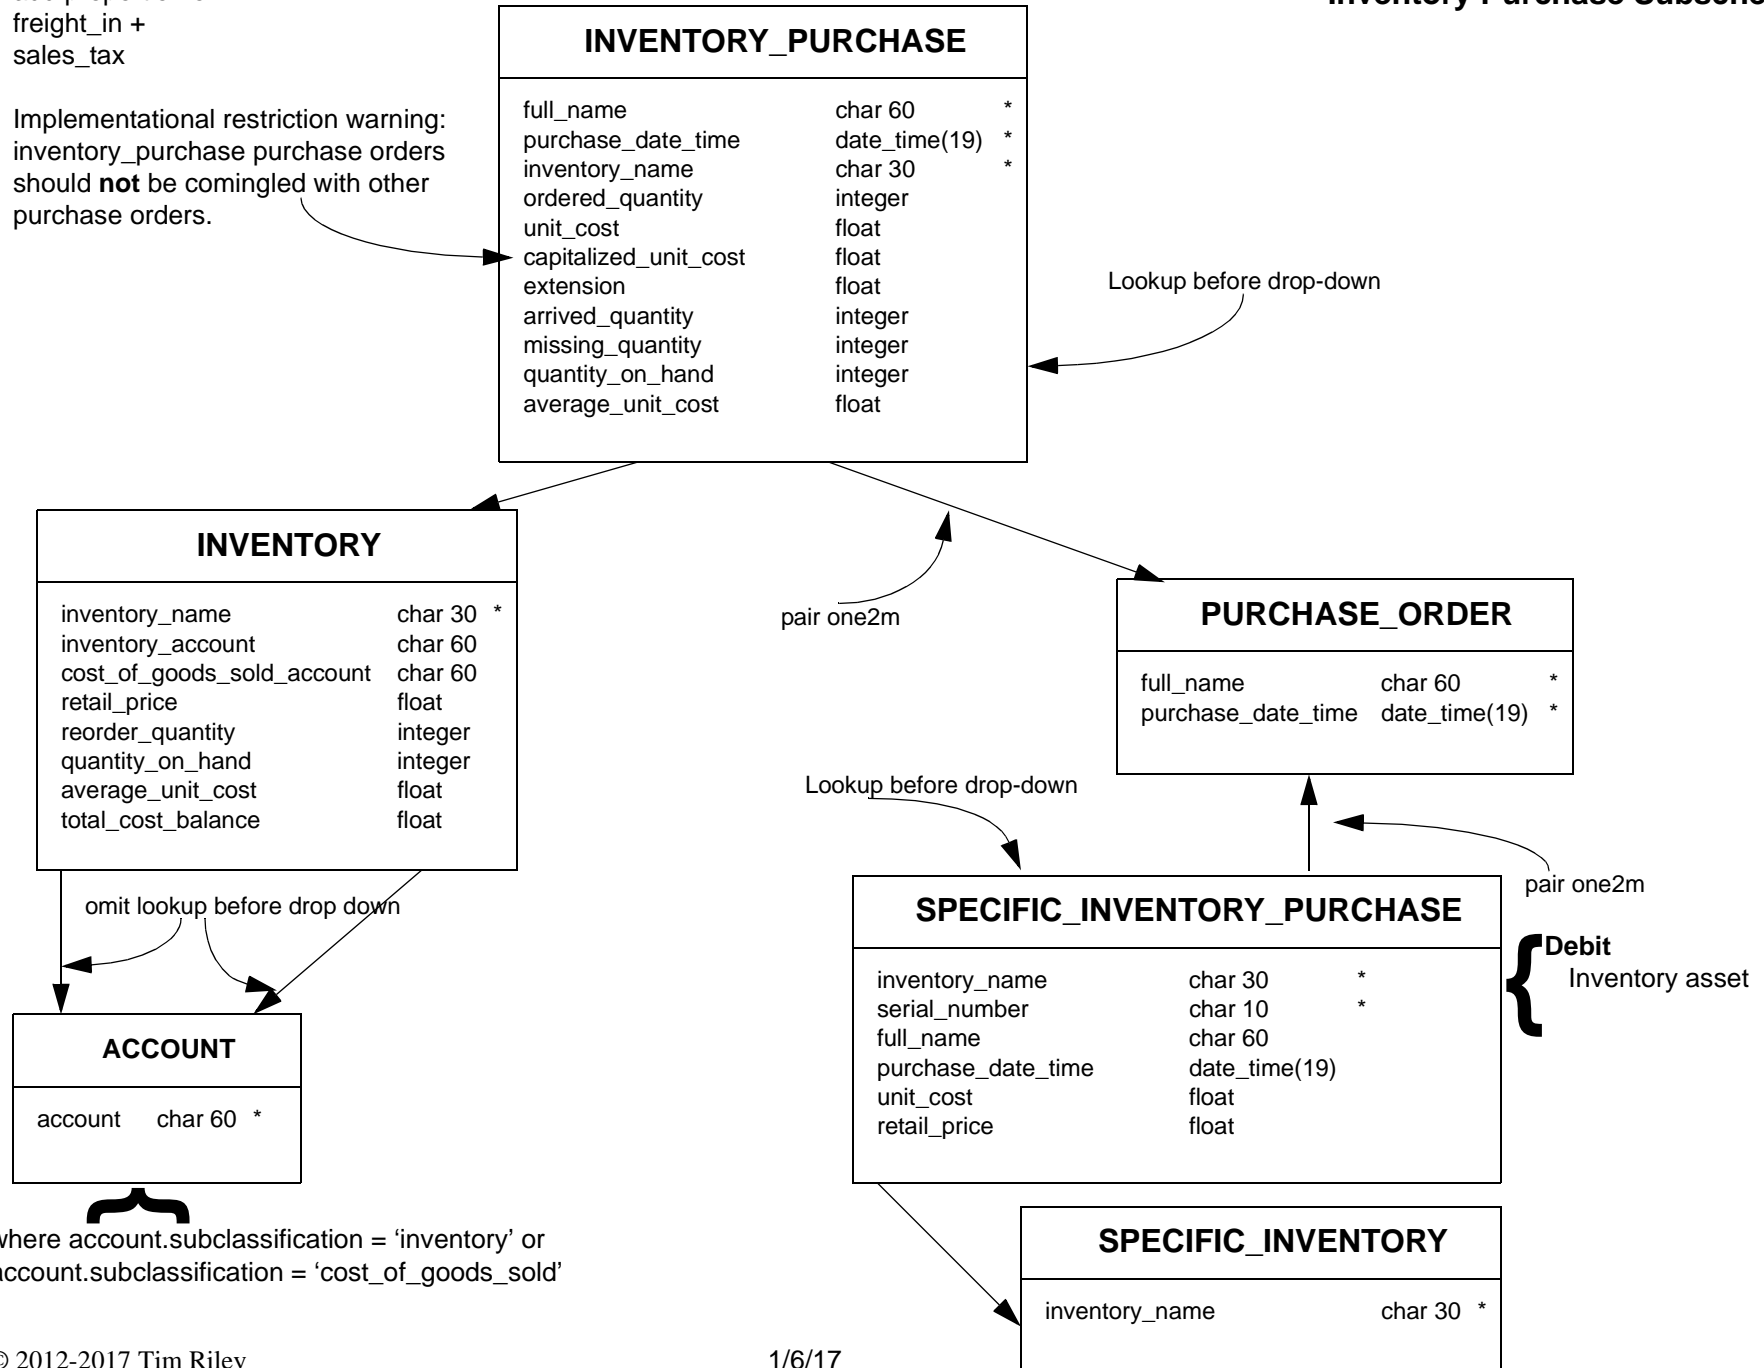 freight_in +
sales_tax
Implementational restriction warning:
inventory_purchase purchase orders
should not be comingled with other
purchase orders.
INVENTORY_PURCHASE
full_name char 60 *
purchase_date_time date_time(19) *
inventory_name char 30 *
ordered_quantity integer
unit_cost float
capitalized_unit_cost float
extension float
arrived_quantity integer
missing_quantity integer
quantity_on_hand integer
average_unit_cost float
Lookup before drop-down
INVENTORY
inventory_name char 30 *
inventory_account char 60
cost_of_goods_sold_account char 60
retail_price float
reorder_quantity integer
quantity_on_hand integer
average_unit_cost float
total_cost_balance float
pair one2m
PURCHASE_ORDER
full_name char 60 *
purchase_date_time date_time(19) *
Lookup before drop-down
pair one2m
omit lookup before drop down
SPECIFIC_INVENTORY_PURCHASE
inventory_name char 30 *
serial_number char 10 *
full_name char 60
purchase_date_time date_time(19)
unit_cost float
retail_price float
{ Debit
Inventory asset
ACCOUNT
account char 60 *
{
where account.subclassification = ‘inventory’ or
account.subclassification = ‘cost_of_goods_sold’
SPECIFIC_INVENTORY
inventory_name char 30 *
© 2012-2017 Tim Riley
1/6/17